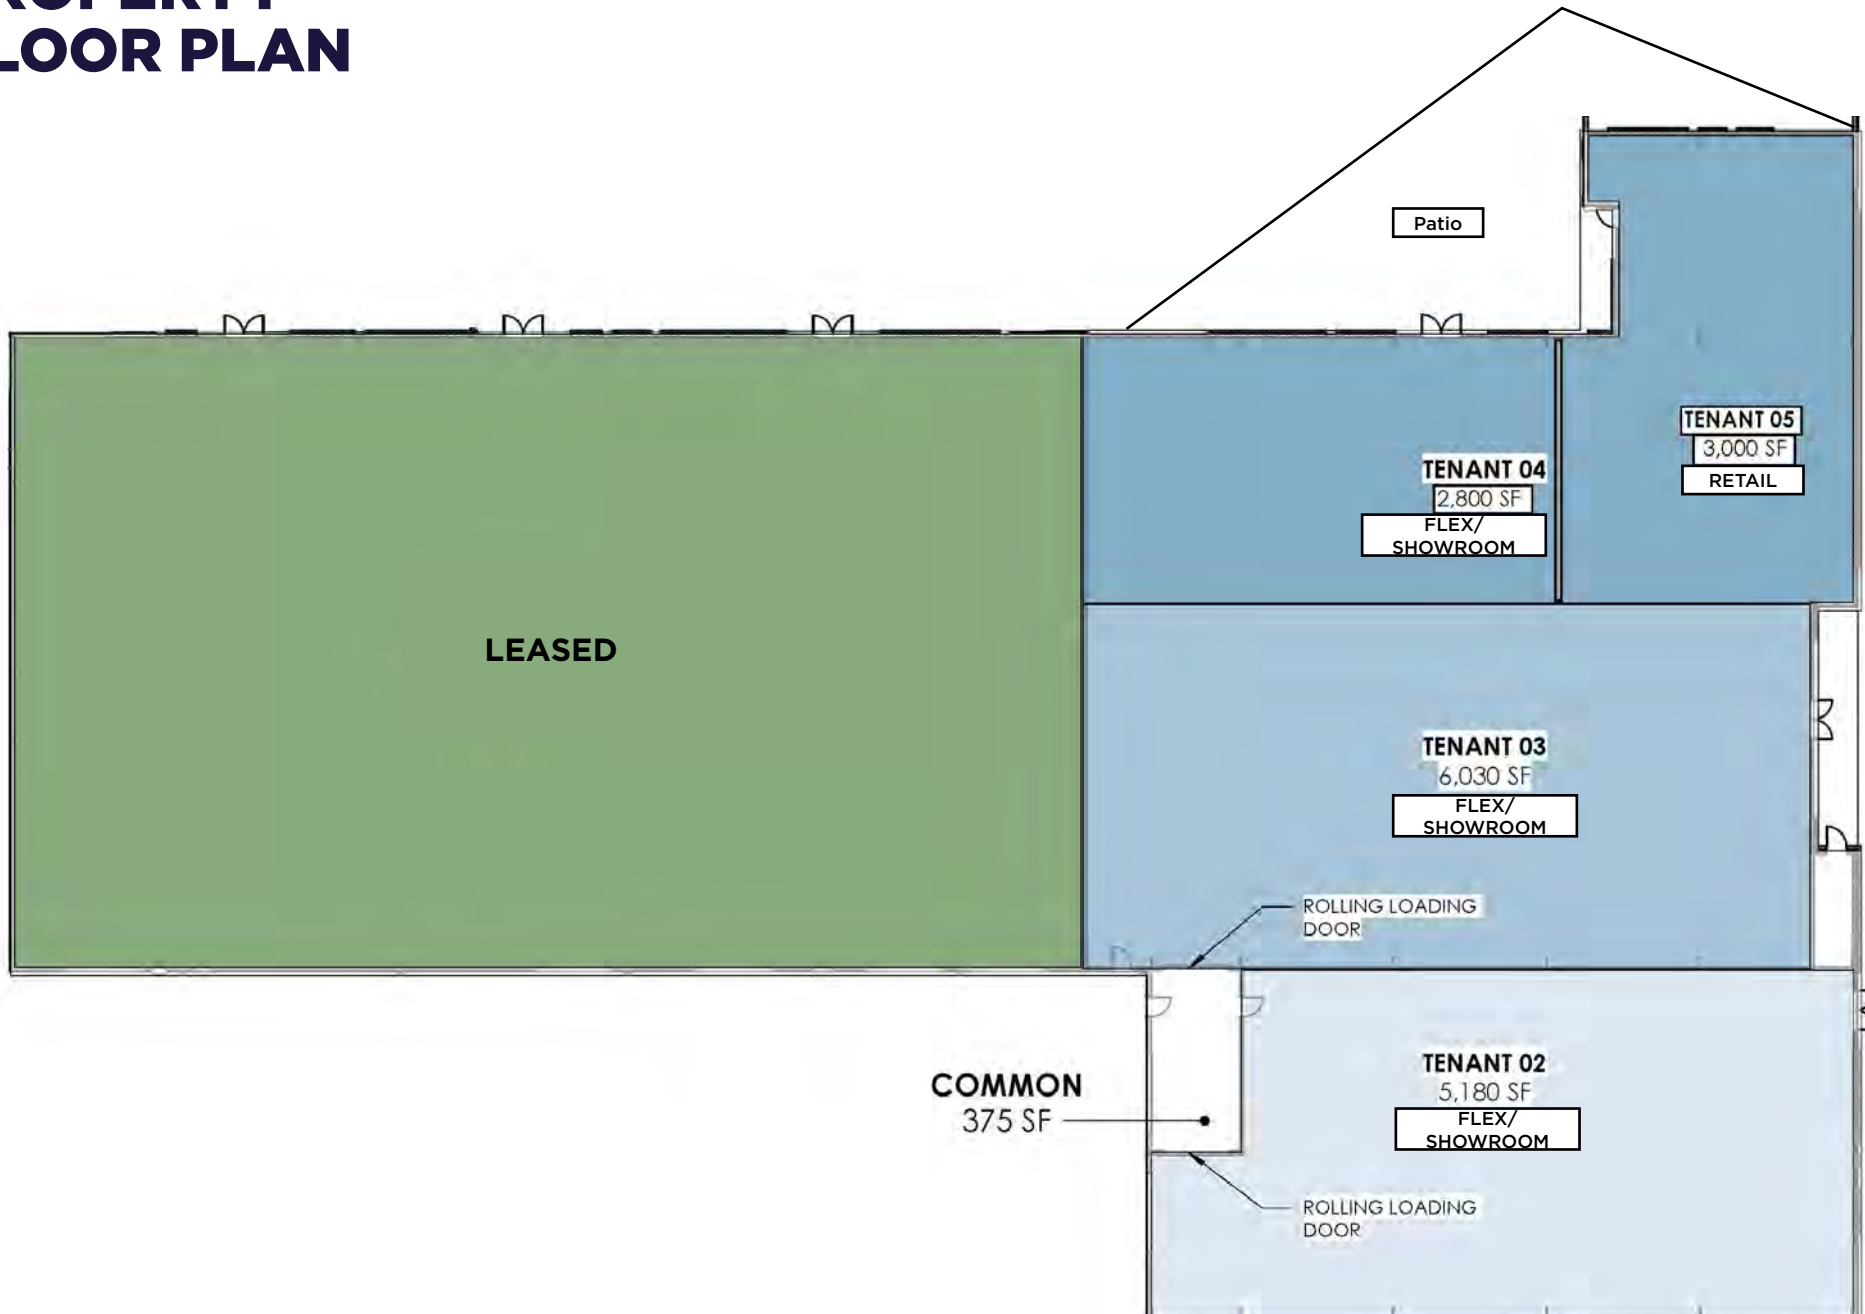 LOOR PLAN
Patio
TENANT 05
3,000 SF
RETAIL
TENANT 04
2,800 SF
FLEX/
SHOWROOM
LEASED
TENANT 03
6,030 SF
FLEX/
SHOWROOM
ROLLING LOADING
DOOR
COMMON
375 SF
TENANT 02
5,180 SF
FLEX/
SHOWROOM
ROLLING LOADING
DOOR